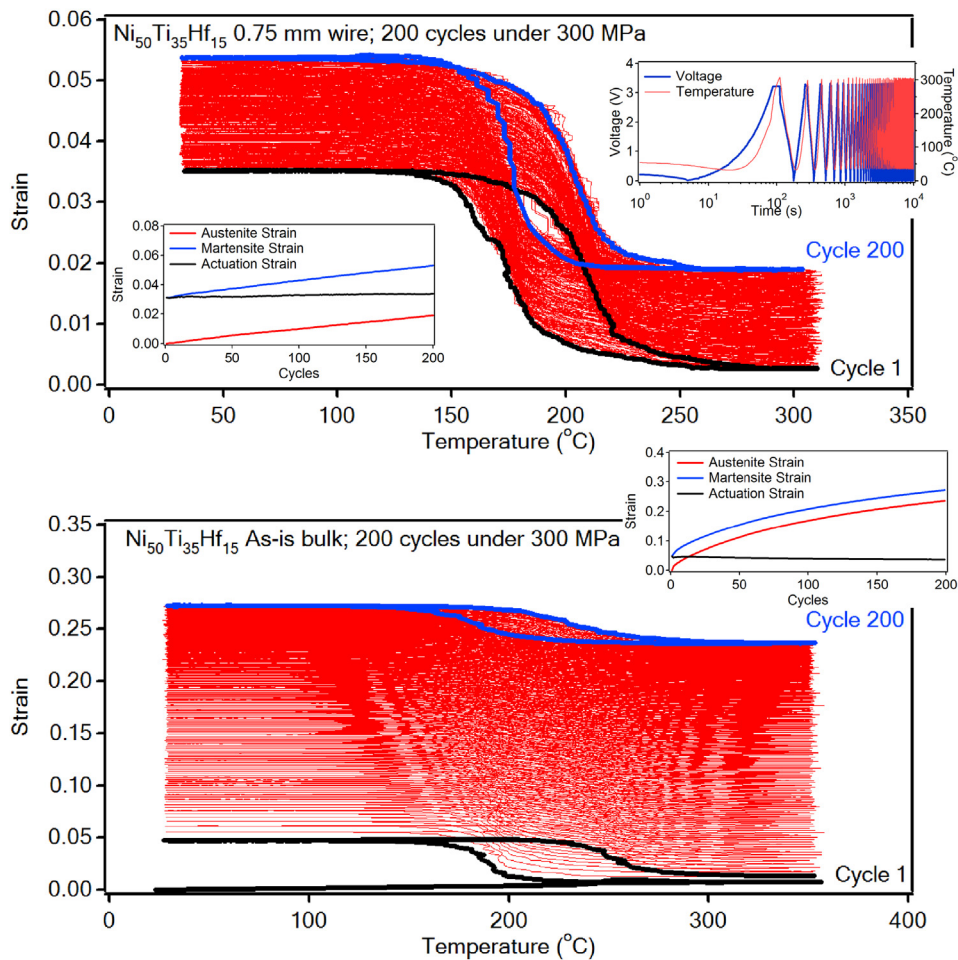 Ni50Ti35Hf15 0.75 mm wire; 200 cycles under 300 MPa
0.06
0.05
0.04
0.03
0.02
0.01
0.00
Strain
0
50
100
150
200
250
300
350
Temperature (°C)
Cycle 200
Cycle 1
Voltage
Temperature
4
3
2
1
0
Voltage (V)
300
200
100
0
Temperature (°C)
10^0
10^1
10^2
10^3
10^4
Time (s)
Austenite Strain
Martensite Strain
Actuation Strain
0.08
0.06
0.04
0.02
0.00
Strain
0
50
100
150
200
Cycles
Austenite Strain
Martensite Strain
Actuation Strain
0.4
0.3
0.2
0.1
0.0
Strain
0
50
100
150
200
Cycles
Ni50Ti35Hf15 As-is bulk; 200 cycles under 300 MPa
0.35
0.30
0.25
0.20
0.15
0.10
0.05
0.00
Strain
Cycle 200
Cycle 1
0
100
200
300
400
Temperature (°C)